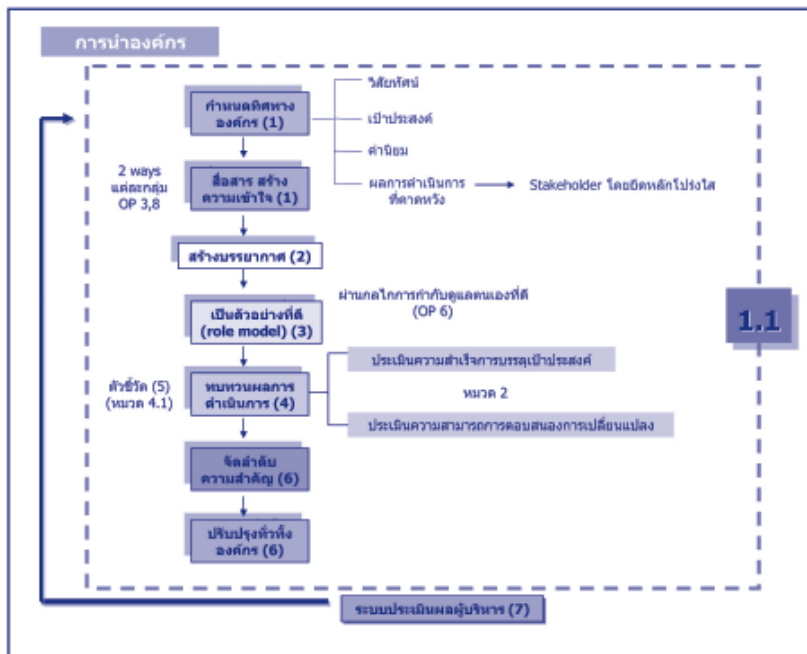 การนำองค์กร
กำหนดทิศทาง
องค์กร (1)
วิสัยทัศน์
เป้าประสงค์
ค่านิยม
ผลการดำเนินการ
ที่คาดหวัง
Stakeholder โดยยึดหลักโปร่งใส
2 ways
แต่ละกลุ่ม
OP 3,8
สื่อสาร สร้าง
ความเข้าใจ (1)
สร้างบรรยากาศ (2)
ผ่านกลไกการกำกับดูแลตนเองที่ดี
(OP 6)
เป็นตัวอย่างที่ดี
(role model) (3)
1.1
ตัวชี้วัด (5)
(หมวด 4.1)
ทบทวนผลการ
ดำเนินการ (4)
ประเมินความสำเร็จการบรรลุเป้าประสงค์
หมวด 2
ประเมินความสามารถการตอบสนองการเปลี่ยนแปลง
จัดลำดับ
ความสำคัญ (6)
ปรับปรุงทั่วทั้ง
องค์กร (6)
ระบบประเมินผลผู้บริหาร (7)